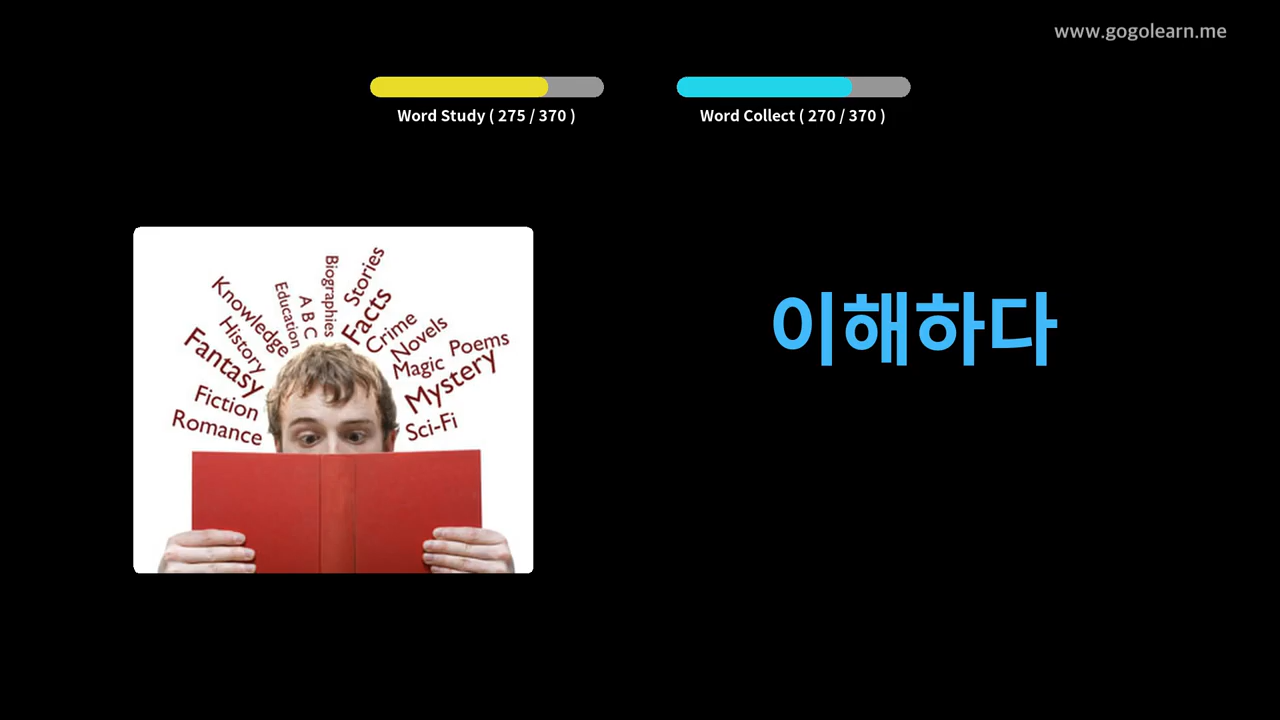 www.gogolearn.me
Word Study ( 275 / 370 )
Word Collect ( 270 / 370 )
Biographies
Stories
Knowledge
Education
A B C
Facts
History
Crime
Novels
Fantasy
Magic
Poems
Mystery
Fiction
Romance
Sci-Fi
이해하다